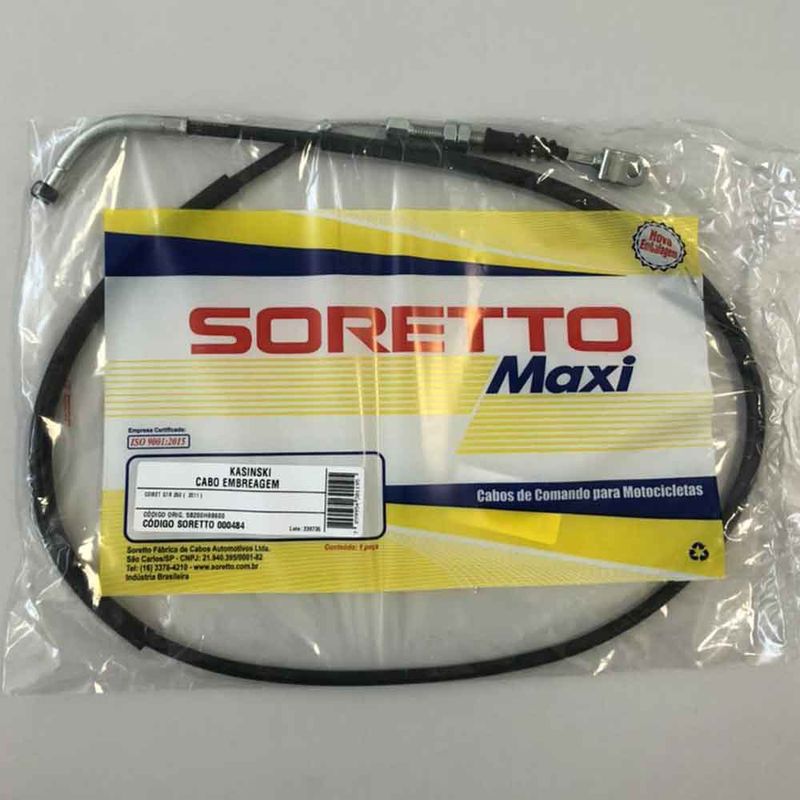 Nova
Embalagem
SORETTO
Maxi
Empresa Certificada:
ISO 9001:2015
KASINSKI
CABO EMBREAGEM
COMET GTR 250 ( 2011 )
CÓDIGO ORIG.
CÓDIGO SORETTO 000484
Lote:
Cabos de Comando para Motocicletas
Soretto Fábrica de Cabos Automotivos Ltda.
São Carlos/SP - CNPJ: 21.940.395/0001-82
Tel: (16) 3378-4210 - www.soretto.com.br
Indústria Brasileira
Conteúdo: 1 peça